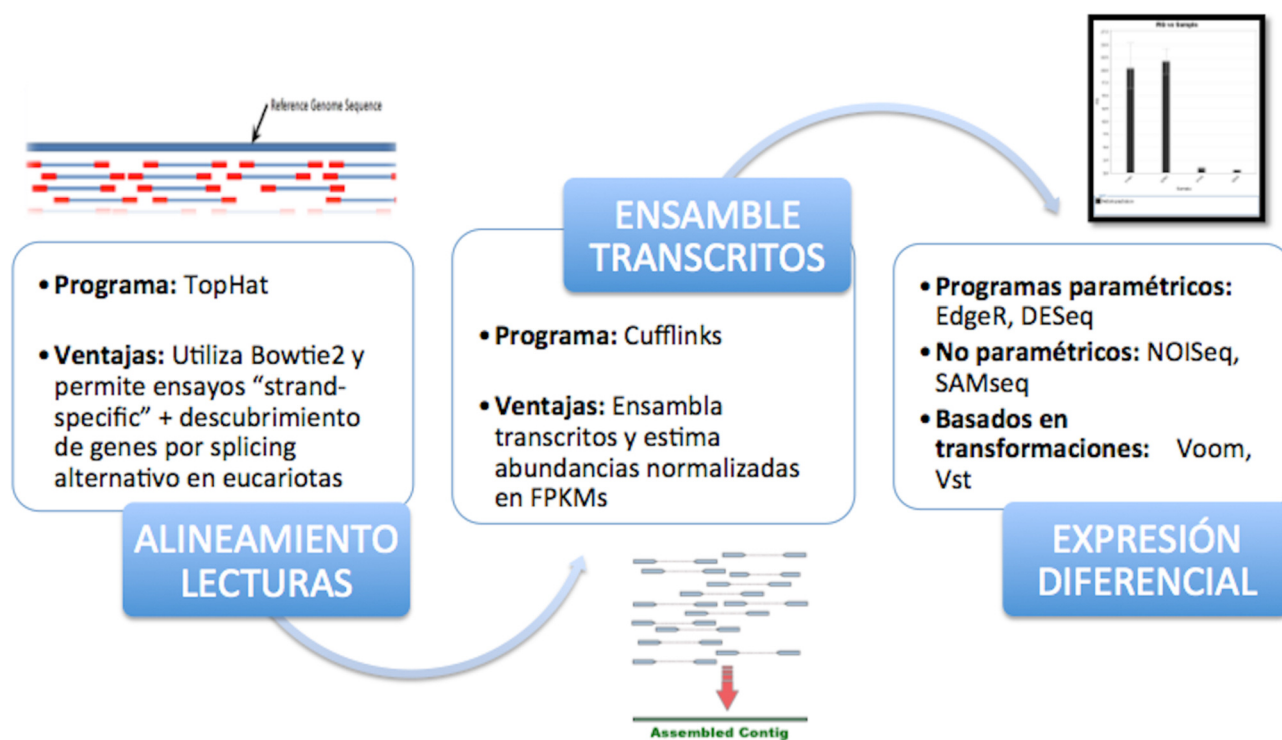 Reference Genome Sequence
• Programa: TopHat
• Ventajas: Utiliza Bowtie2 y
permite ensayos “strand-
specific” + descubrimiento
de genes por splicing
alternativo en eucariotas
ALINEAMIENTO
LECTURAS
ENSAMBLE
TRANSCRITOS
• Programa: Cufflinks
• Ventajas: Ensambla
transcritos y estima
abundancias normalizadas
en FPKMs
Assembled Contig
• Programas paramétricos:
EdgeR, DESeq
• No paramétricos: NOISeq,
SAMseq
• Basados en
transformaciones: Voom,
Vst
EXPRESIÓN
DIFERENCIAL